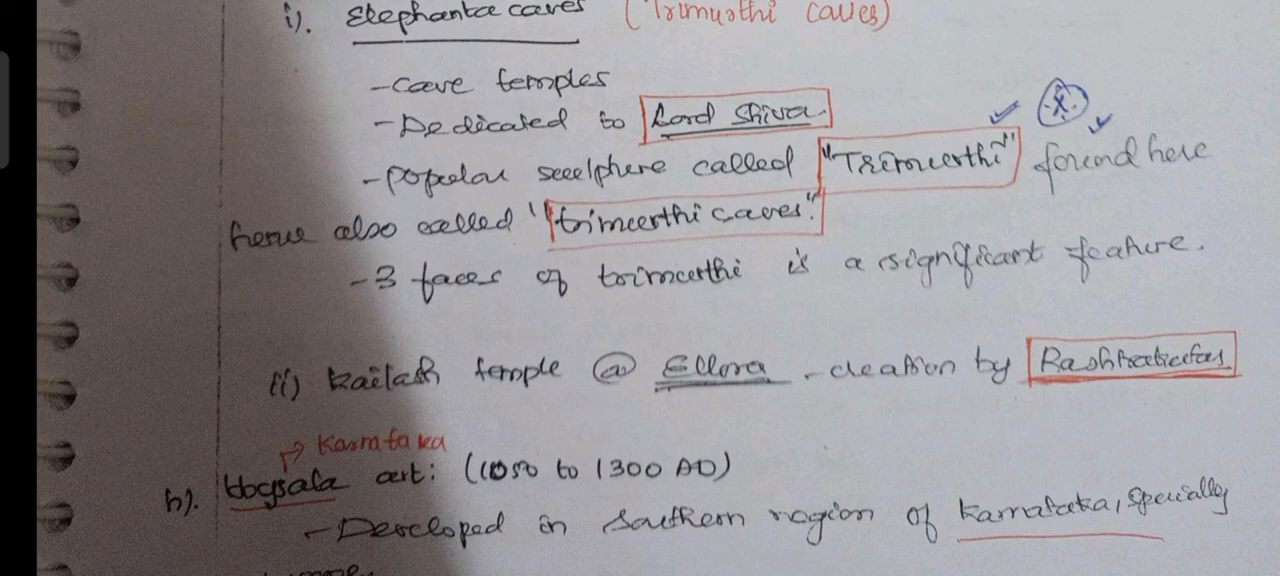 i). Elephanta caves (Trimurthi caves)
- cave temples
- Dedicated to Lord Shiva.
- popular sculphere called "Trimurthi" found here
hence also called "trimurthi caves".
- 3 faces of trimurthi is a significant feature.
ii) Kailash temple @ Ellora - creation by Rashtrakutas
→ Karnataka
h). Hoysala art: (1050 to 1300 AD)
- Developed in Southern region of Karnataka, specially